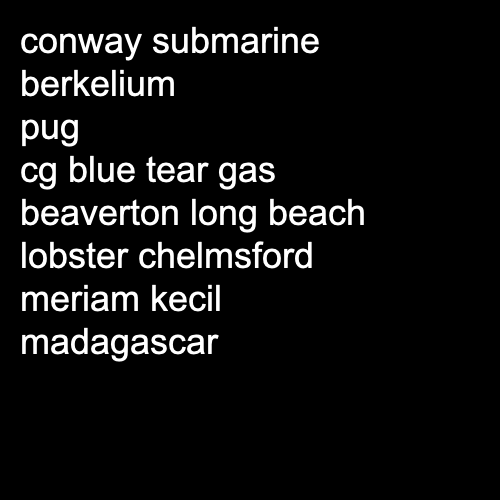 conway submarine
berkelium
pug
cg blue tear gas
beaverton long beach
lobster chelmsford
meriam kecil
madagascar